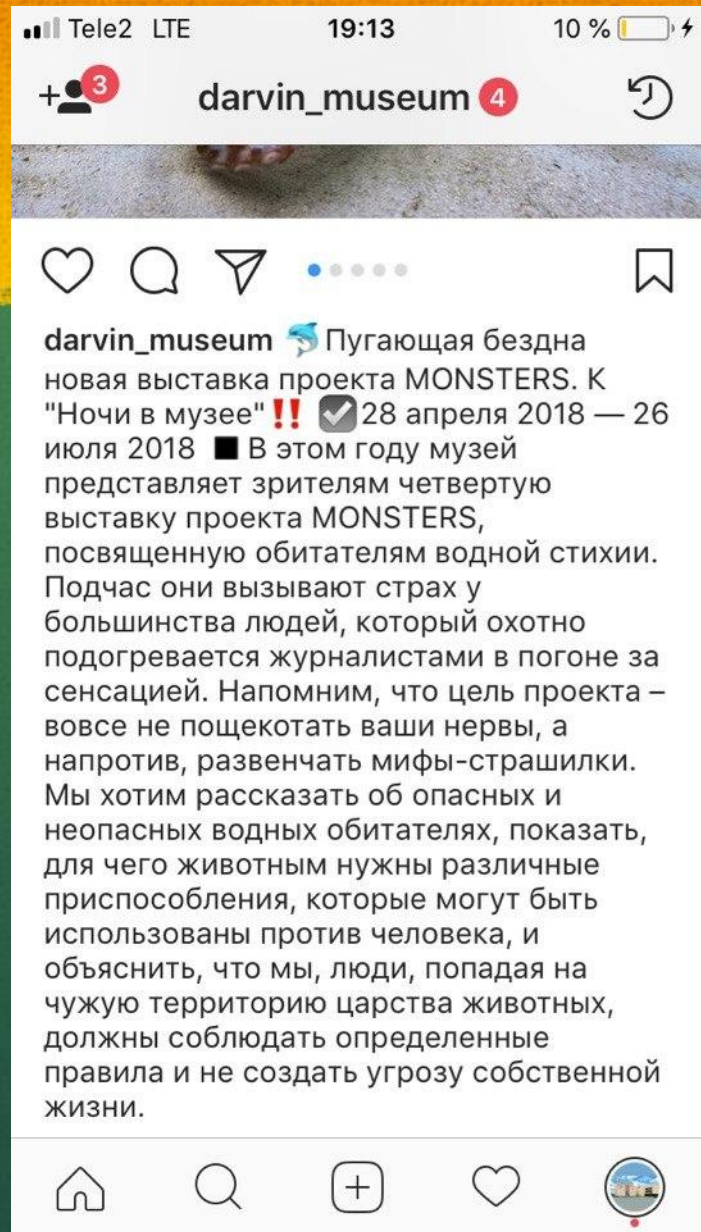 Tele2 LTE 19:13 10 %
3 darvin_museum 4
darvin_museum 🐬Пугающая бездна
новая выставка проекта MONSTERS. К
"Ночи в музее"‼️ ☑️28 апреля 2018 — 26
июля 2018 ◼️В этом году музей
представляет зрителям четвертую
выставку проекта MONSTERS,
посвященную обитателям водной стихии.
Подчас они вызывают страх у
большинства людей, который охотно
подогревается журналистами в погоне за
сенсацией. Напомним, что цель проекта –
вовсе не пощекотать ваши нервы, а
напротив, развенчать мифы-страшилки.
Мы хотим рассказать об опасных и
неопасных водных обитателях, показать,
для чего животным нужны различные
приспособления, которые могут быть
использованы против человека, и
объяснить, что мы, люди, попадая на
чужую территорию царства животных,
должны соблюдать определенные
правила и не создать угрозу собственной
жизни.